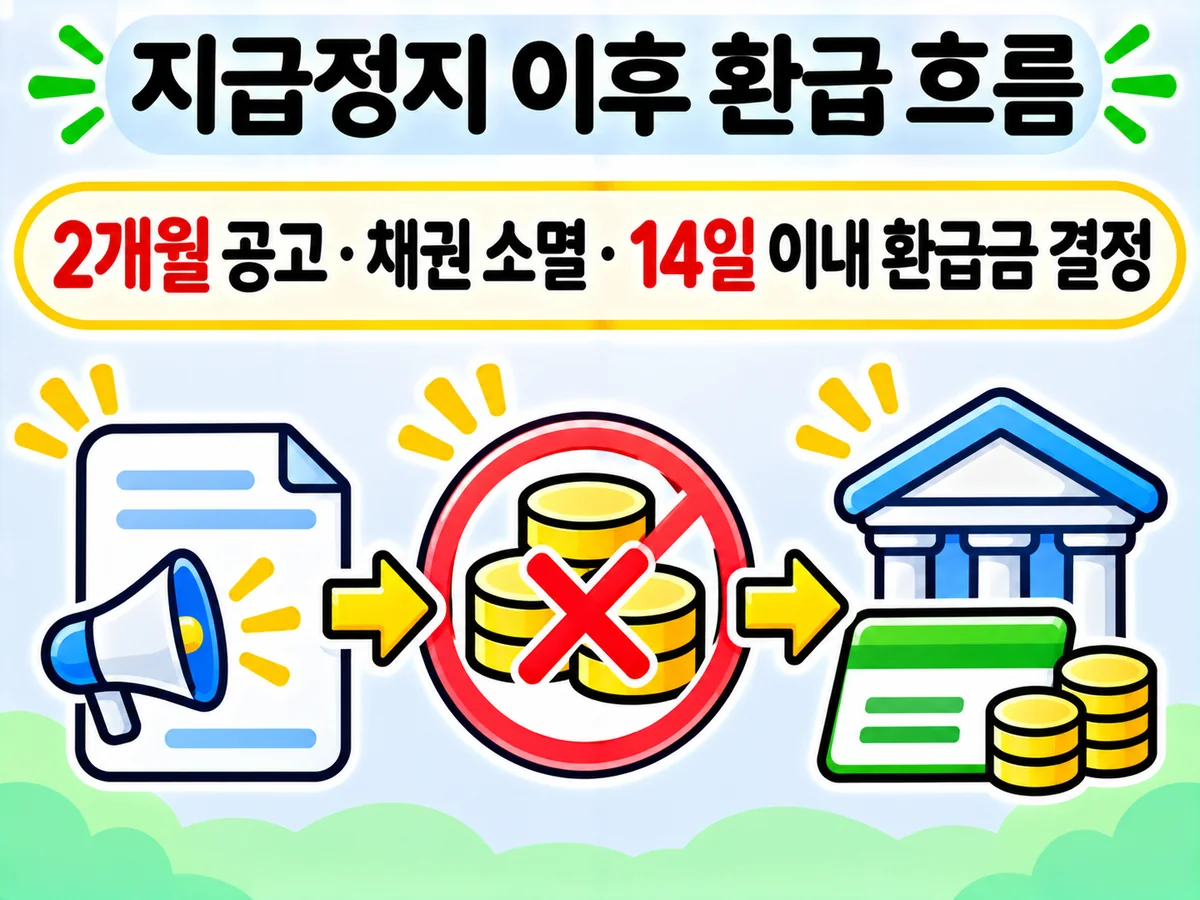 지급정지 이후 환급 흐름
2개월 공고 · 채권 소멸 · 14일 이내 환급금 결정